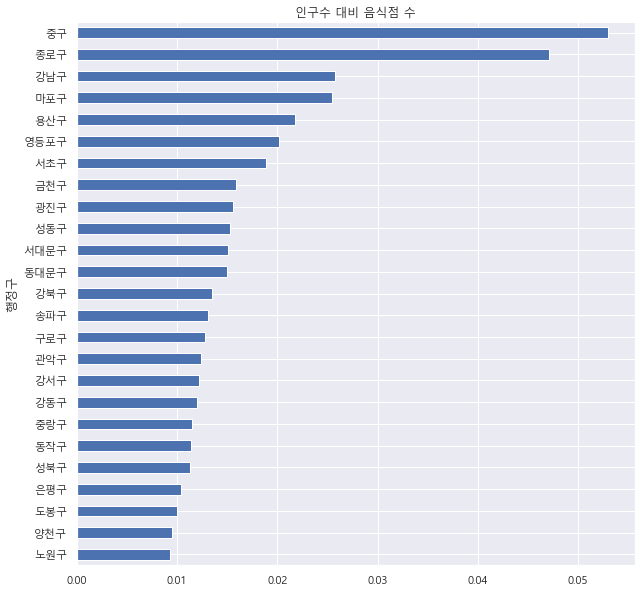 인구수 대비 음식점 수
중구
종로구
강남구
마포구
용산구
영등포구
서초구
금천구
광진구
성동구
서대문구
동대문구
강북구
송파구
구로구
관악구
강서구
강동구
중랑구
동작구
성북구
은평구
도봉구
양천구
노원구
행정구
0.00 0.01 0.02 0.03 0.04 0.05